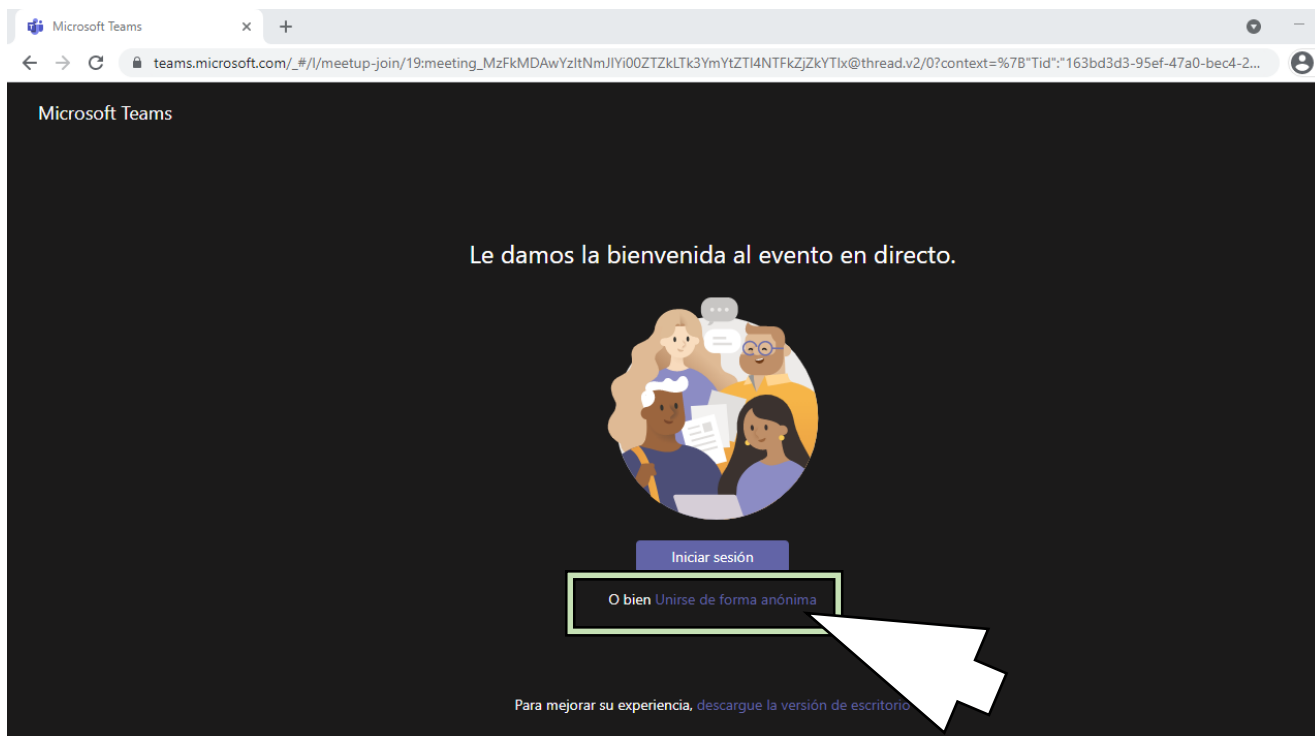 Microsoft Teams
teams.microsoft.com/_#/l/meetup-join/19:meeting_MzFkMDAwYzItNmJlYi00ZTZkLTk3YmYtZTI4NTFkZjZkYTIx@thread.v2/0?context=%7B"Tid":"163bd3d3-95ef-47a0-bec4-2...
Microsoft Teams
Le damos la bienvenida al evento en directo.
Iniciar sesión
O bien Unirse de forma anónima
Para mejorar su experiencia, descargue la versión de escritorio